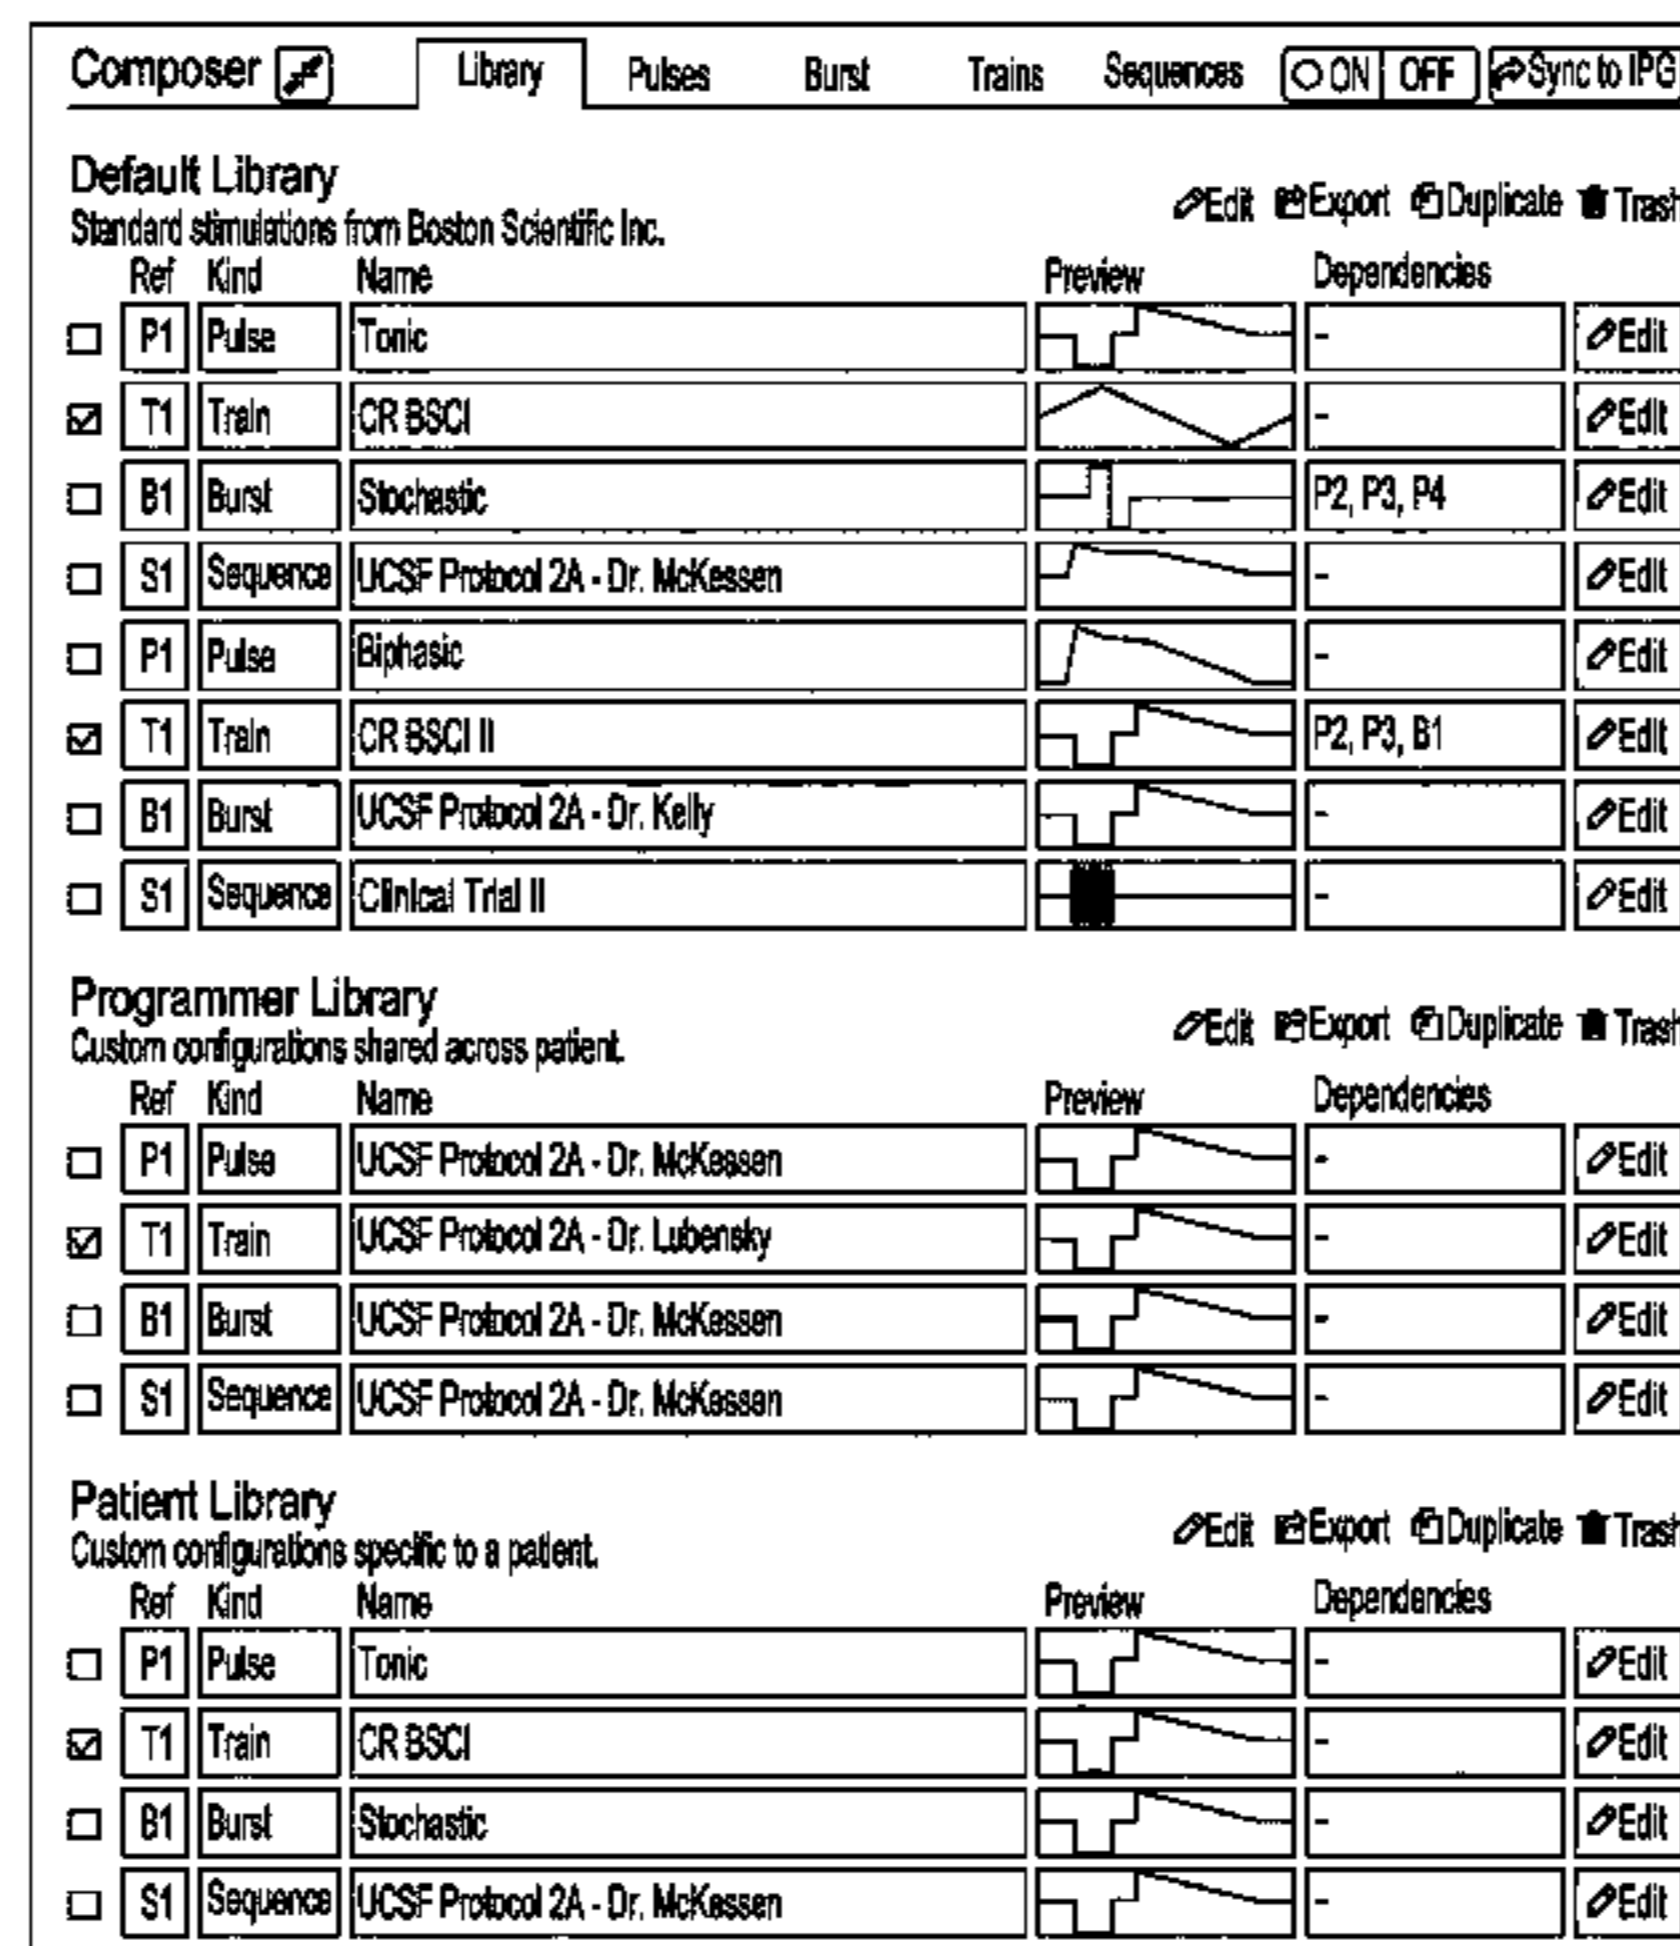 Composer Library Pulses Burst Trains Sequences ON OFF Sync to IPG
Default Library
Edit Export Duplicate Trash
Standard stimulations from Boston Scientific Inc.
Ref Kind Name Preview Dependencies
P1 Pulse Tonic - Edit
T1 Train CR BSCI - Edit
B1 Burst Stochastic P2, P3, P4 Edit
S1 Sequence UCSF Protocol 2A - Dr. McKessen - Edit
P1 Pulse Biphasic - Edit
T1 Train CR BSCI II P2, P3, B1 Edit
B1 Burst UCSF Protocol 2A - Dr. Kelly - Edit
S1 Sequence Clinical Trial II - Edit
Programmer Library
Edit Export Duplicate Trash
Custom configurations shared across patient.
Ref Kind Name Preview Dependencies
P1 Pulse UCSF Protocol 2A - Dr. McKessen - Edit
T1 Train UCSF Protocol 2A - Dr. Lubensky - Edit
B1 Burst UCSF Protocol 2A - Dr. McKessen - Edit
S1 Sequence UCSF Protocol 2A - Dr. McKessen - Edit
Patient Library
Edit Export Duplicate Trash
Custom configurations specific to a patient.
Ref Kind Name Preview Dependencies
P1 Pulse Tonic - Edit
T1 Train CR BSCI - Edit
B1 Burst Stochastic - Edit
S1 Sequence UCSF Protocol 2A - Dr. McKessen - Edit